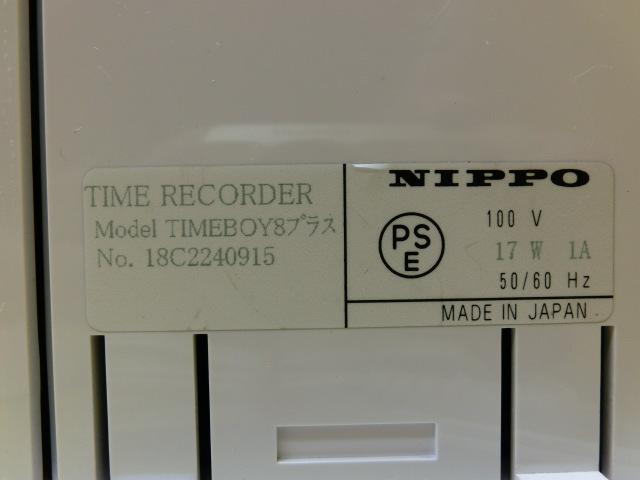 TIME RECORDER
Model TIMEBOY8プラス
No. 18C2240915
NIPPO
PS
E
100 V
17 W 1A
50/60 Hz
MADE IN JAPAN